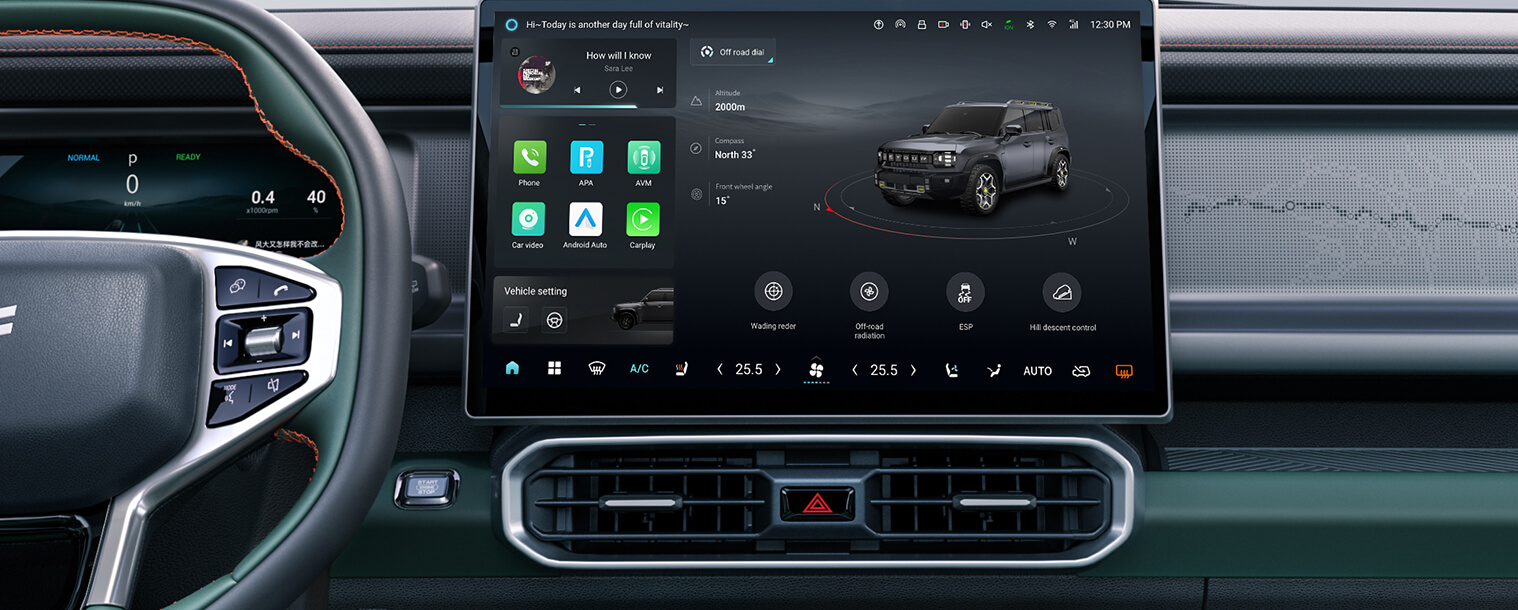 Hi~Today is another day full of vitality~
12:30 PM
How will I know
Sara Lee
Off road dial
Altitude
2000m
Compass
North 33°
Front wheel angle
15°
N
W
Phone
APA
AVM
Car video
Android Auto
Carplay
Vehicle setting
Wading reder
Off-road
radiation
OFF
ESP
Hill descent control
A/C
25.5
25.5
AUTO
NORMAL
P
READY
0
km/h
0.4
x1000rpm
40
%
风大又怎样我不会改...
+
-
MODE
START
ENGINE
STOP